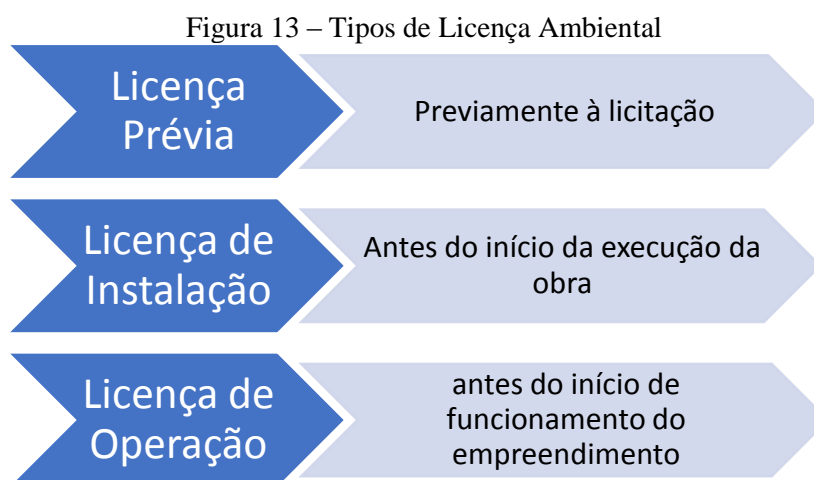 Figura 13 – Tipos de Licença Ambiental
Licença
Prévia
Previamente à licitação
Licença de
Instalação
Antes do início da execução da
obra
Licença de
Operação
antes do início de
funcionamento do
empreendimento